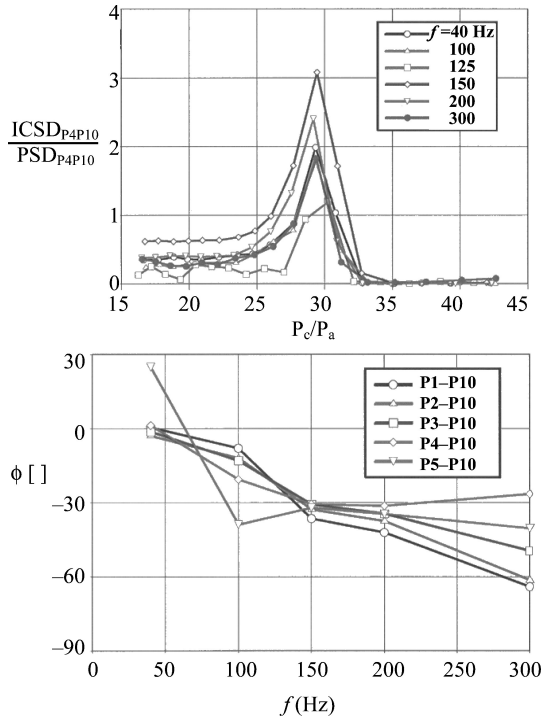 4
3
2
1
0
ICSD_P4P10
PSD_P4P10
f=40 Hz
100
125
150
200
300
15 20 25 30 35 40 45
P_c/P_a
30
0
–30
–60
–90
ϕ [ ]
P1–P10
P2–P10
P3–P10
P4–P10
P5–P10
0 50 100 150 200 250 300
f (Hz)